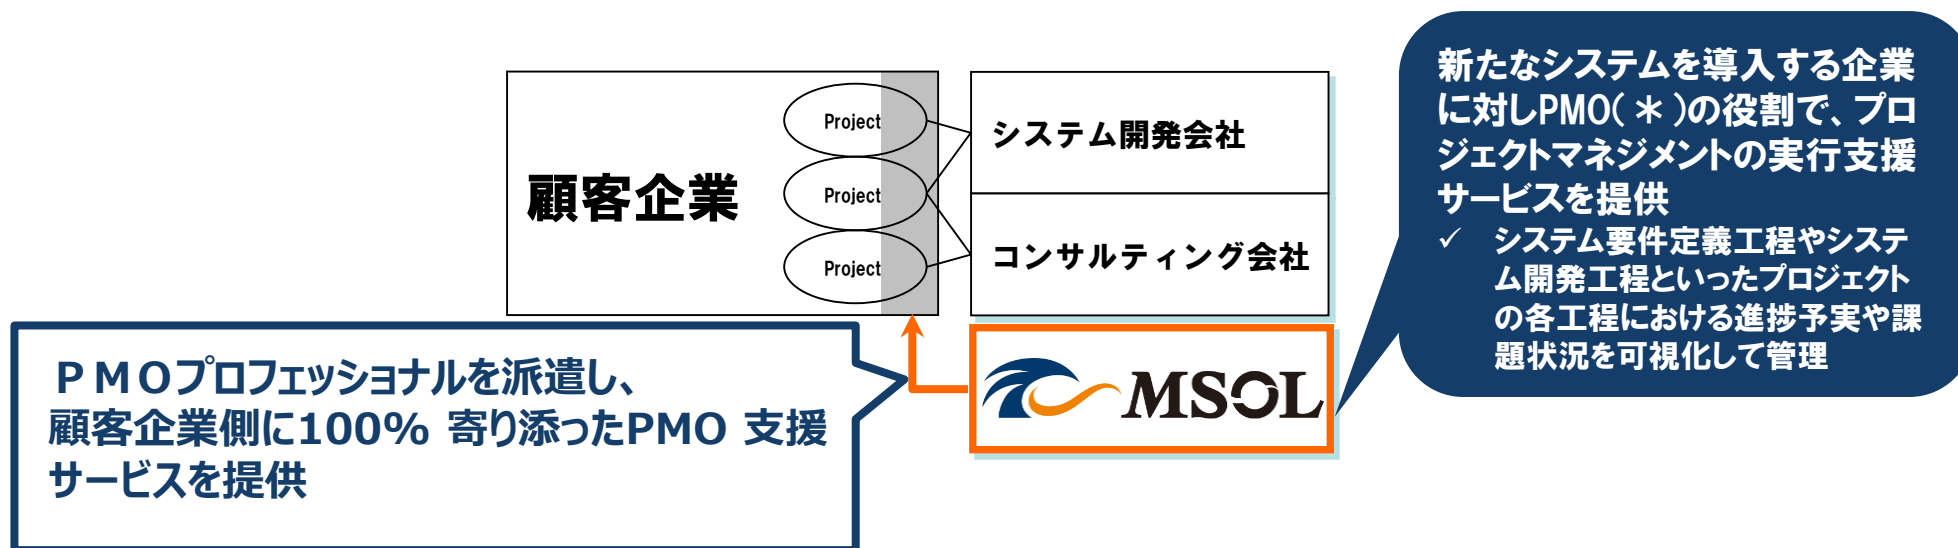 顧客企業
Project
Project
Project
システム開発会社
コンサルティング会社
MSOL
PMOプロフェッショナルを派遣し、
顧客企業側に100% 寄り添ったPMO 支援
サービスを提供
新たなシステムを導入する企業
に対しPMO(＊)の役割で、プロ
ジェクトマネジメントの実行支援
サービスを提供
✓ システム要件定義工程やシステ
ム開発工程といったプロジェクト
の各工程における進捗予実や課
題状況を可視化して管理